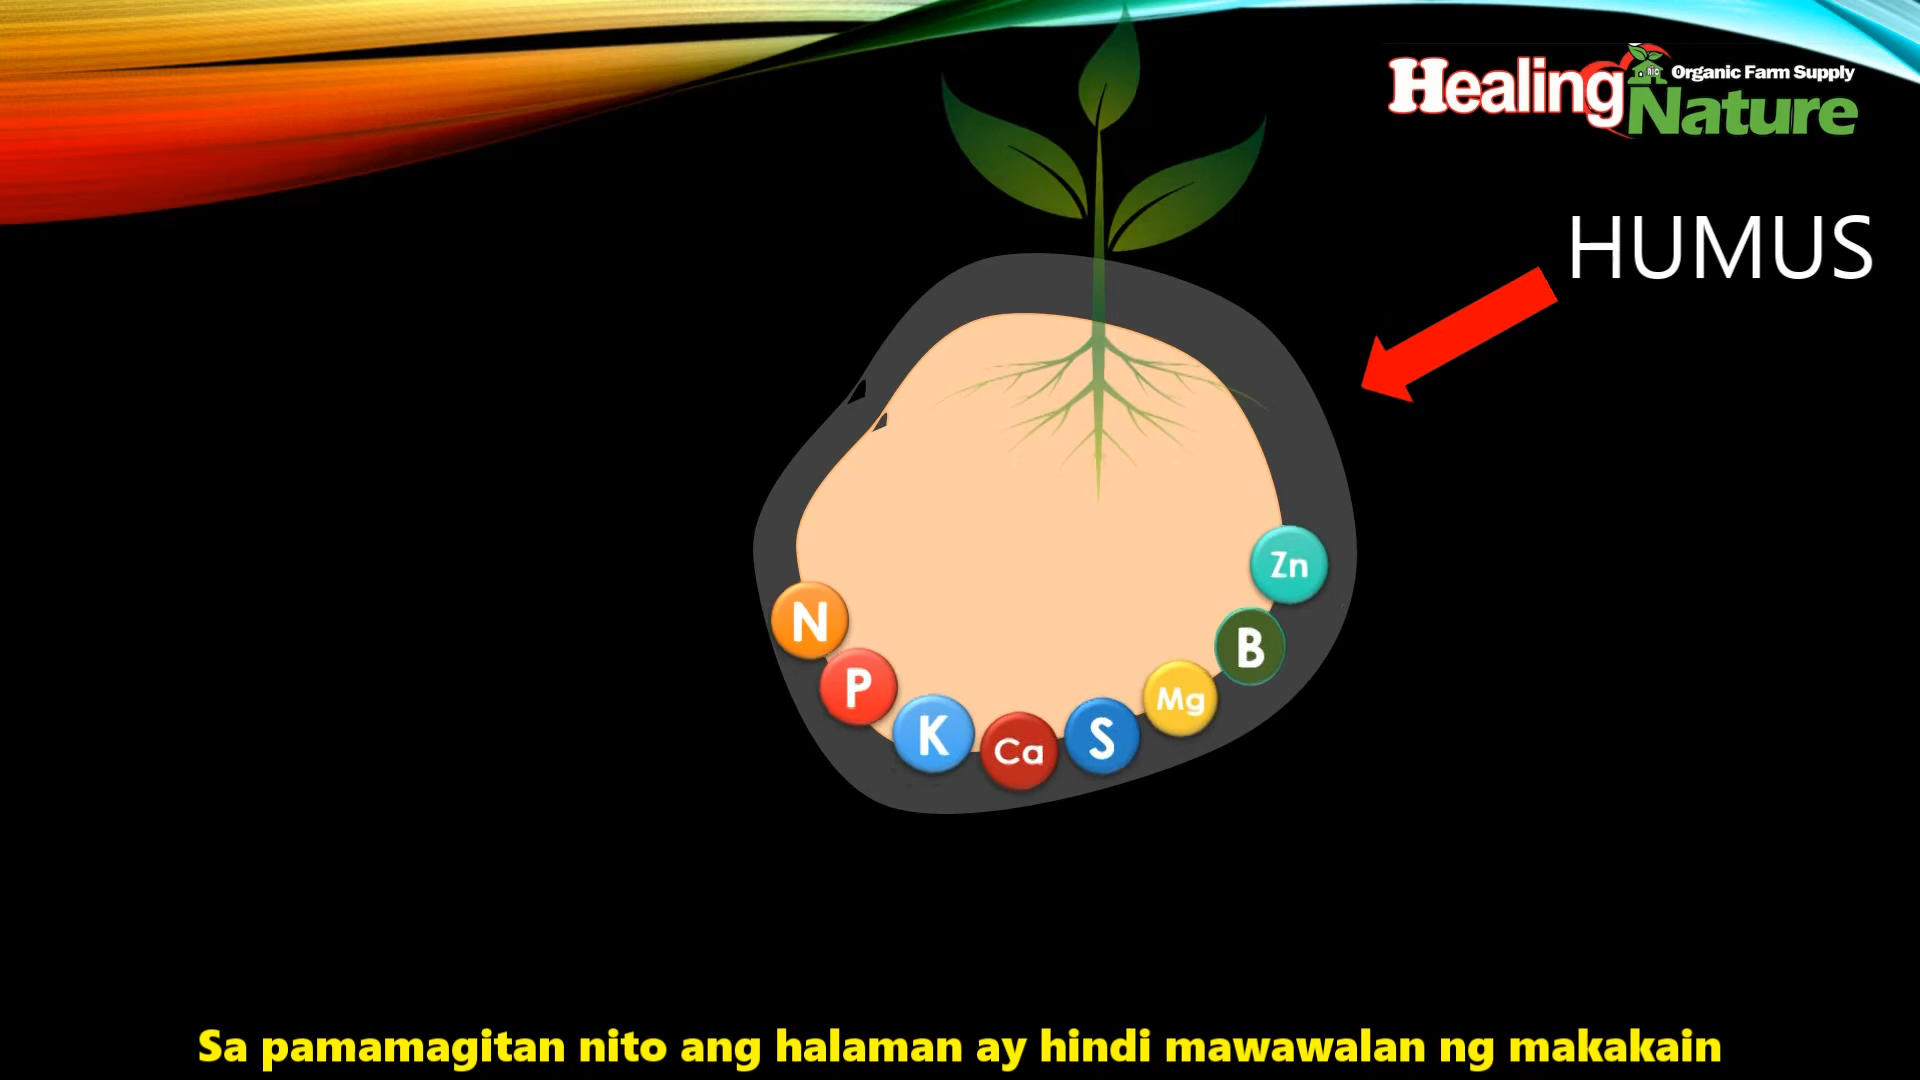 Healing
Organic Farm Supply
Nature
HUMUS
Zn
N
B
P
Mg
K
Ca
S
Sa pamamagitan nito ang halaman ay hindi mawawalan ng makakain